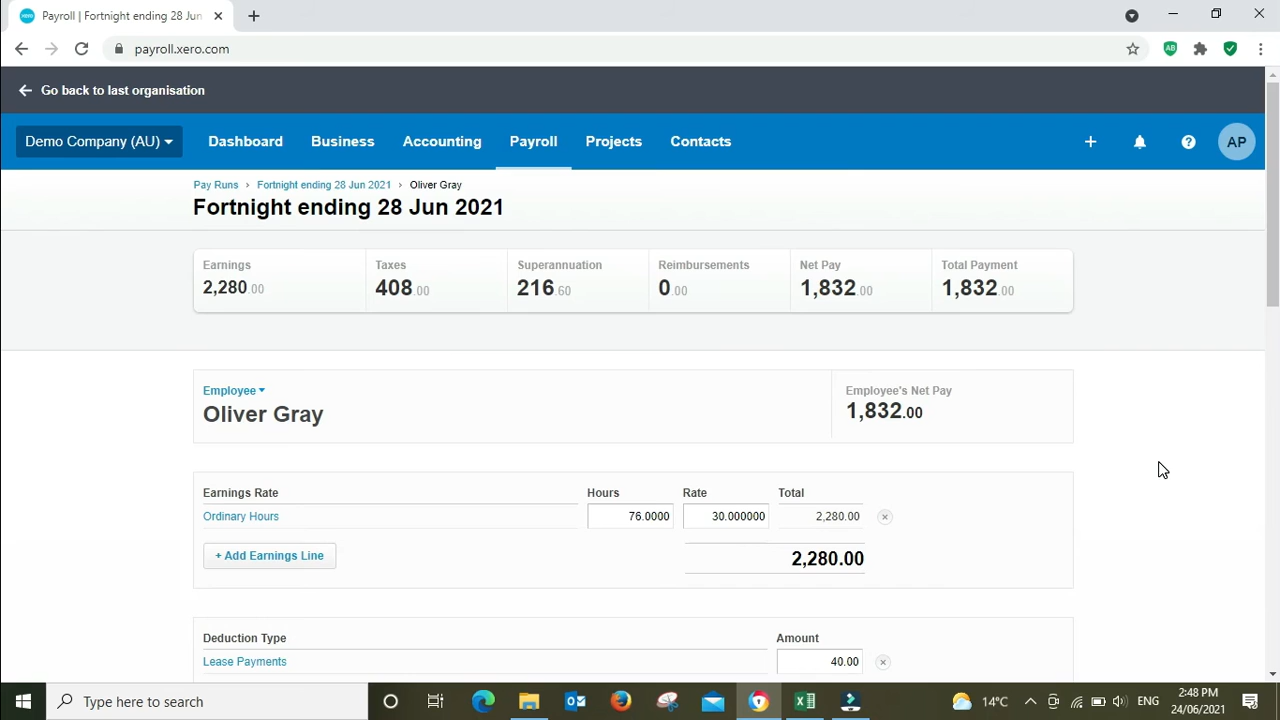 Payroll | Fortnight ending 28 Jun
payroll.xero.com
AB
Go back to last organisation
Demo Company (AU) Dashboard Business Accounting Payroll Projects Contacts + ? AP
Pay Runs › Fortnight ending 28 Jun 2021 › Oliver Gray
Fortnight ending 28 Jun 2021
Earnings Taxes Superannuation Reimbursements Net Pay Total Payment
2,280.00 408.00 216.60 0.00 1,832.00 1,832.00
Employee Employee's Net Pay
Oliver Gray 1,832.00
Earnings Rate Hours Rate Total
Ordinary Hours 76.0000 30.000000 2,280.00
+ Add Earnings Line 2,280.00
Deduction Type Amount
Lease Payments 40.00
Type here to search 14°C ENG 2:48 PM
24/06/2021